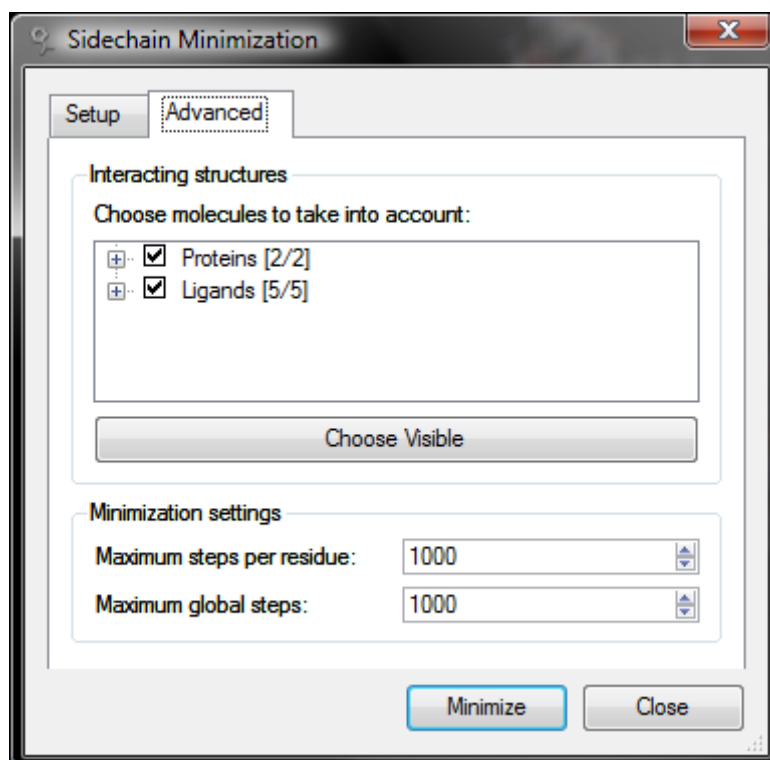 Sidechain Minimization
Setup
Advanced
Interacting structures
Choose molecules to take into account:
Proteins [2/2]
Ligands [5/5]
Choose Visible
Minimization settings
Maximum steps per residue: 1000
Maximum global steps: 1000
Minimize
Close